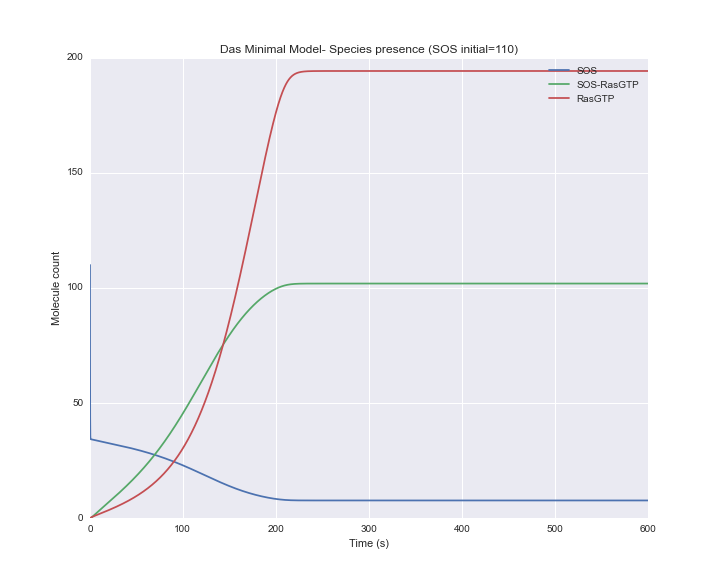 Das Minimal Model- Species presence (SOS initial=110)
200
150
100
50
0
Molecule count
SOS
SOS-RasGTP
RasGTP
0 100 200 300 400 500 600
Time (s)